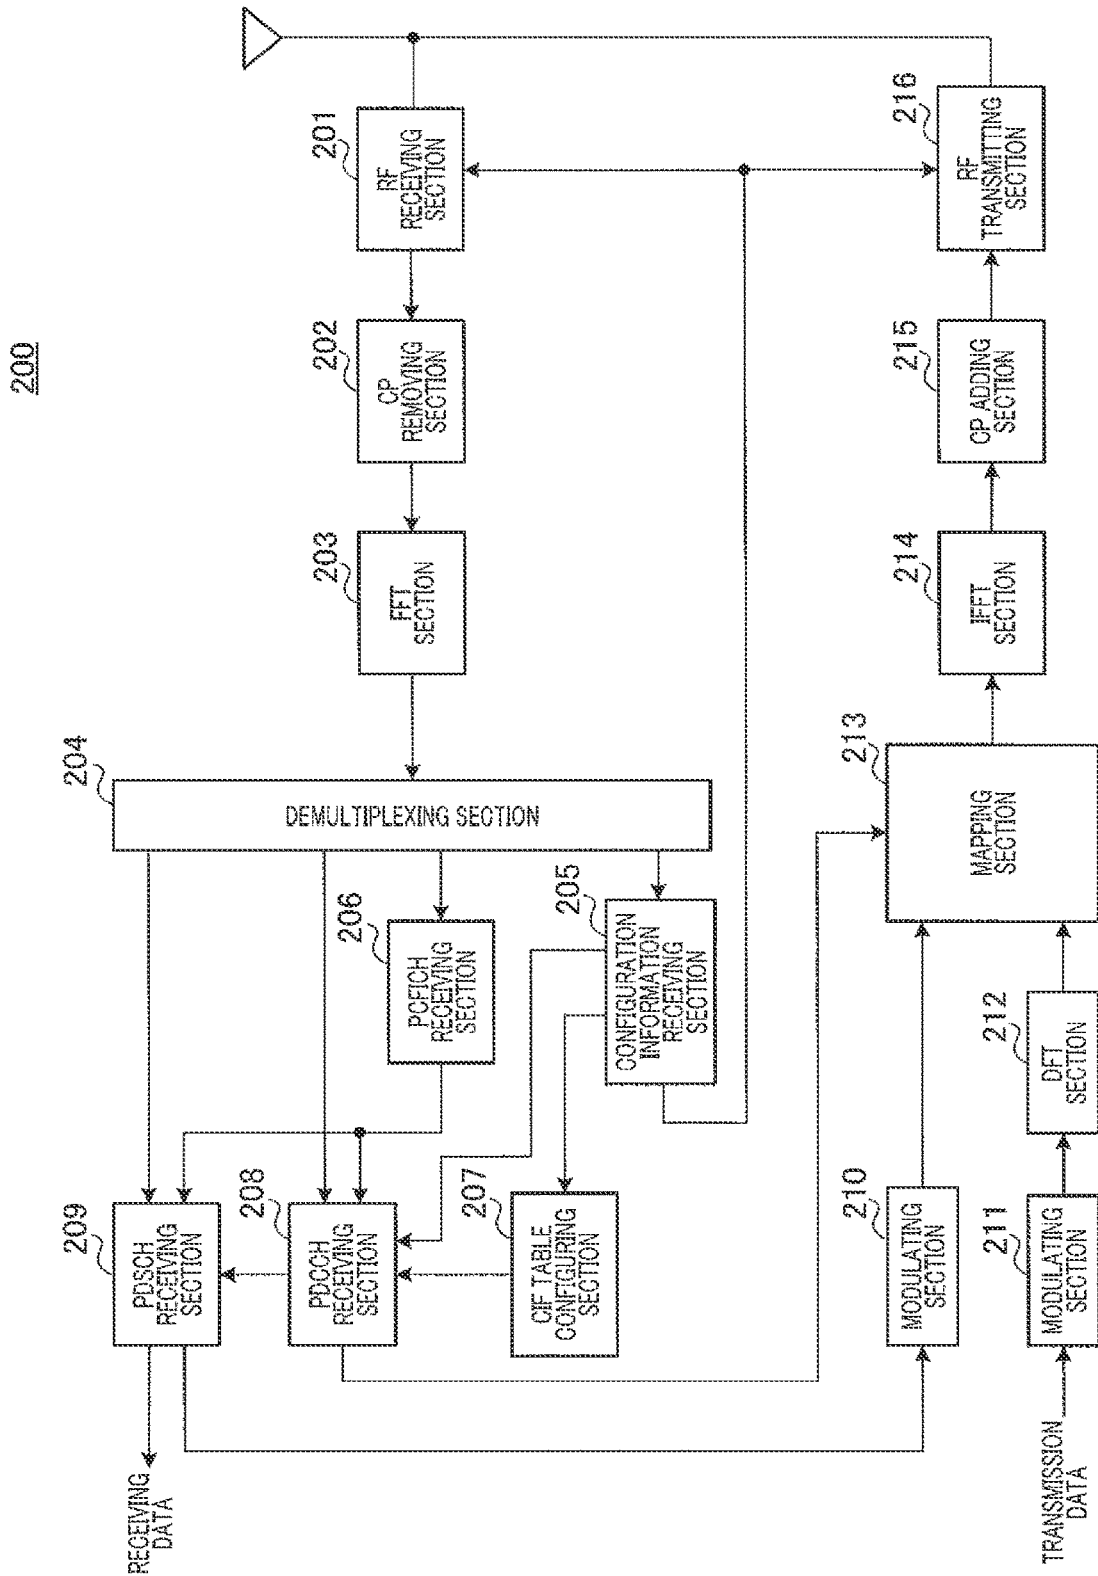 200
201
RF
RECEIVING
SECTION
202
CP
REMOVING
SECTION
203
FFT
SECTION
204
DEMULTIPLEXING SECTION
205
CONFIGURATION
INFORMATION
RECEIVING
SECTION
206
PCFICH
RECEIVING
SECTION
207
CIF TABLE
CONFIGURING
SECTION
208
PDCCH
RECEIVING
SECTION
209
PDSCH
RECEIVING
SECTION
RECEIVING
DATA
210
MODULATING
SECTION
211
MODULATING
SECTION
TRANSMISSION
DATA
212
DFT
SECTION
213
MAPPING
SECTION
214
IFFT
SECTION
215
CP ADDING
SECTION
216
RF
TRANSMITTING
SECTION